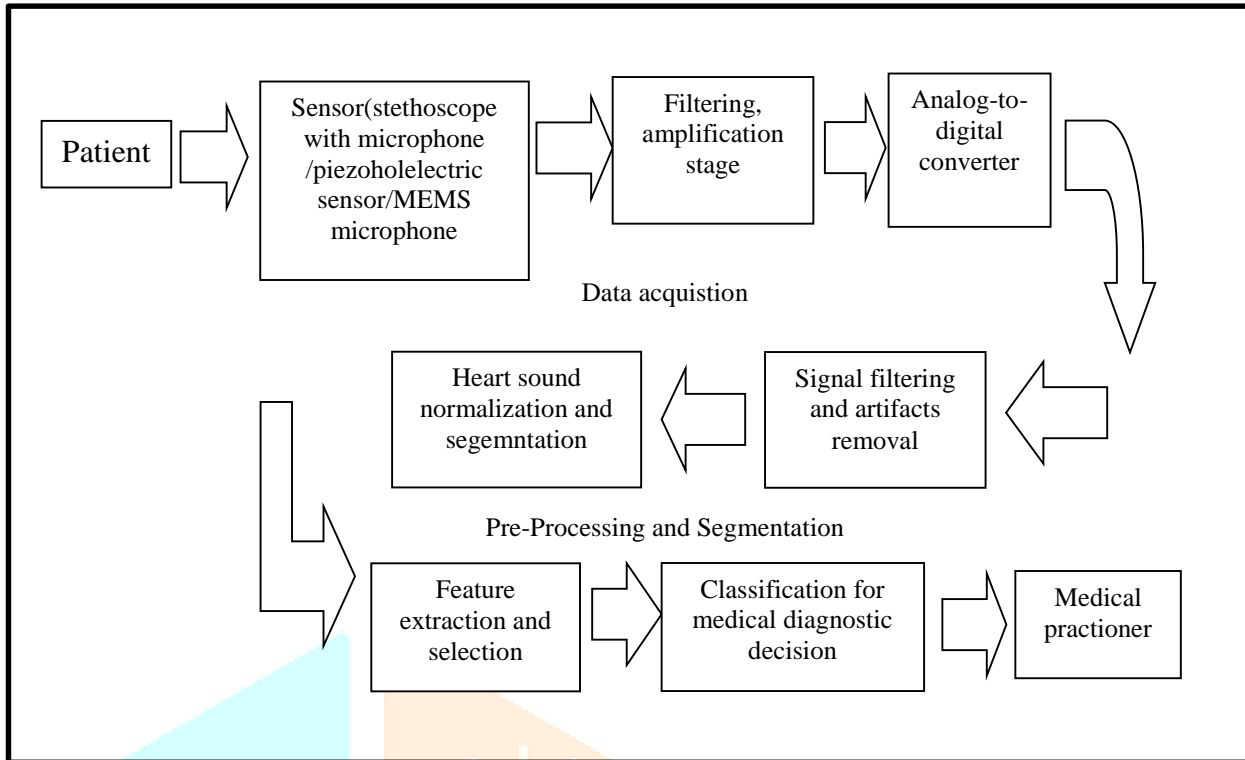 Patient
Sensor(stethoscope
with microphone
/piezoholelectric
sensor/MEMS
microphone
Filtering,
amplification
stage
Analog-to-
digital
converter
Data acquistion
Heart sound
normalization and
segemntation
Signal filtering
and artifacts
removal
Pre-Processing and Segmentation
Feature
extraction and
selection
Classification for
medical diagnostic
decision
Medical
practioner